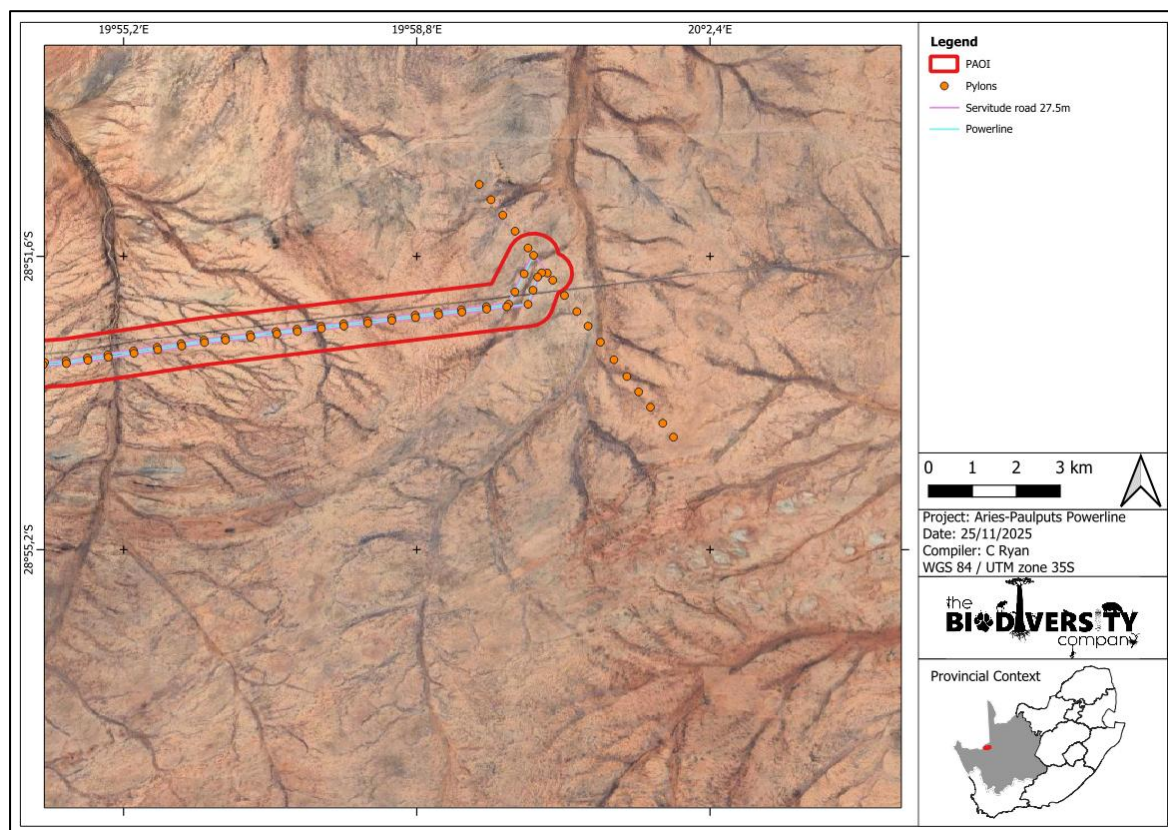 19°55,2'E 19°58,8'E 20°2,4'E
28°51,6'S
28°55,2'S
Legend
PAOI
Pylons
Servitude road 27.5m
Powerline
0 1 2 3 km
Project: Aries-Paulputs Powerline
Date: 25/11/2025
Compiler: C Ryan
WGS 84 / UTM zone 35S
the
BIODIVERSITY
company
Provincial Context